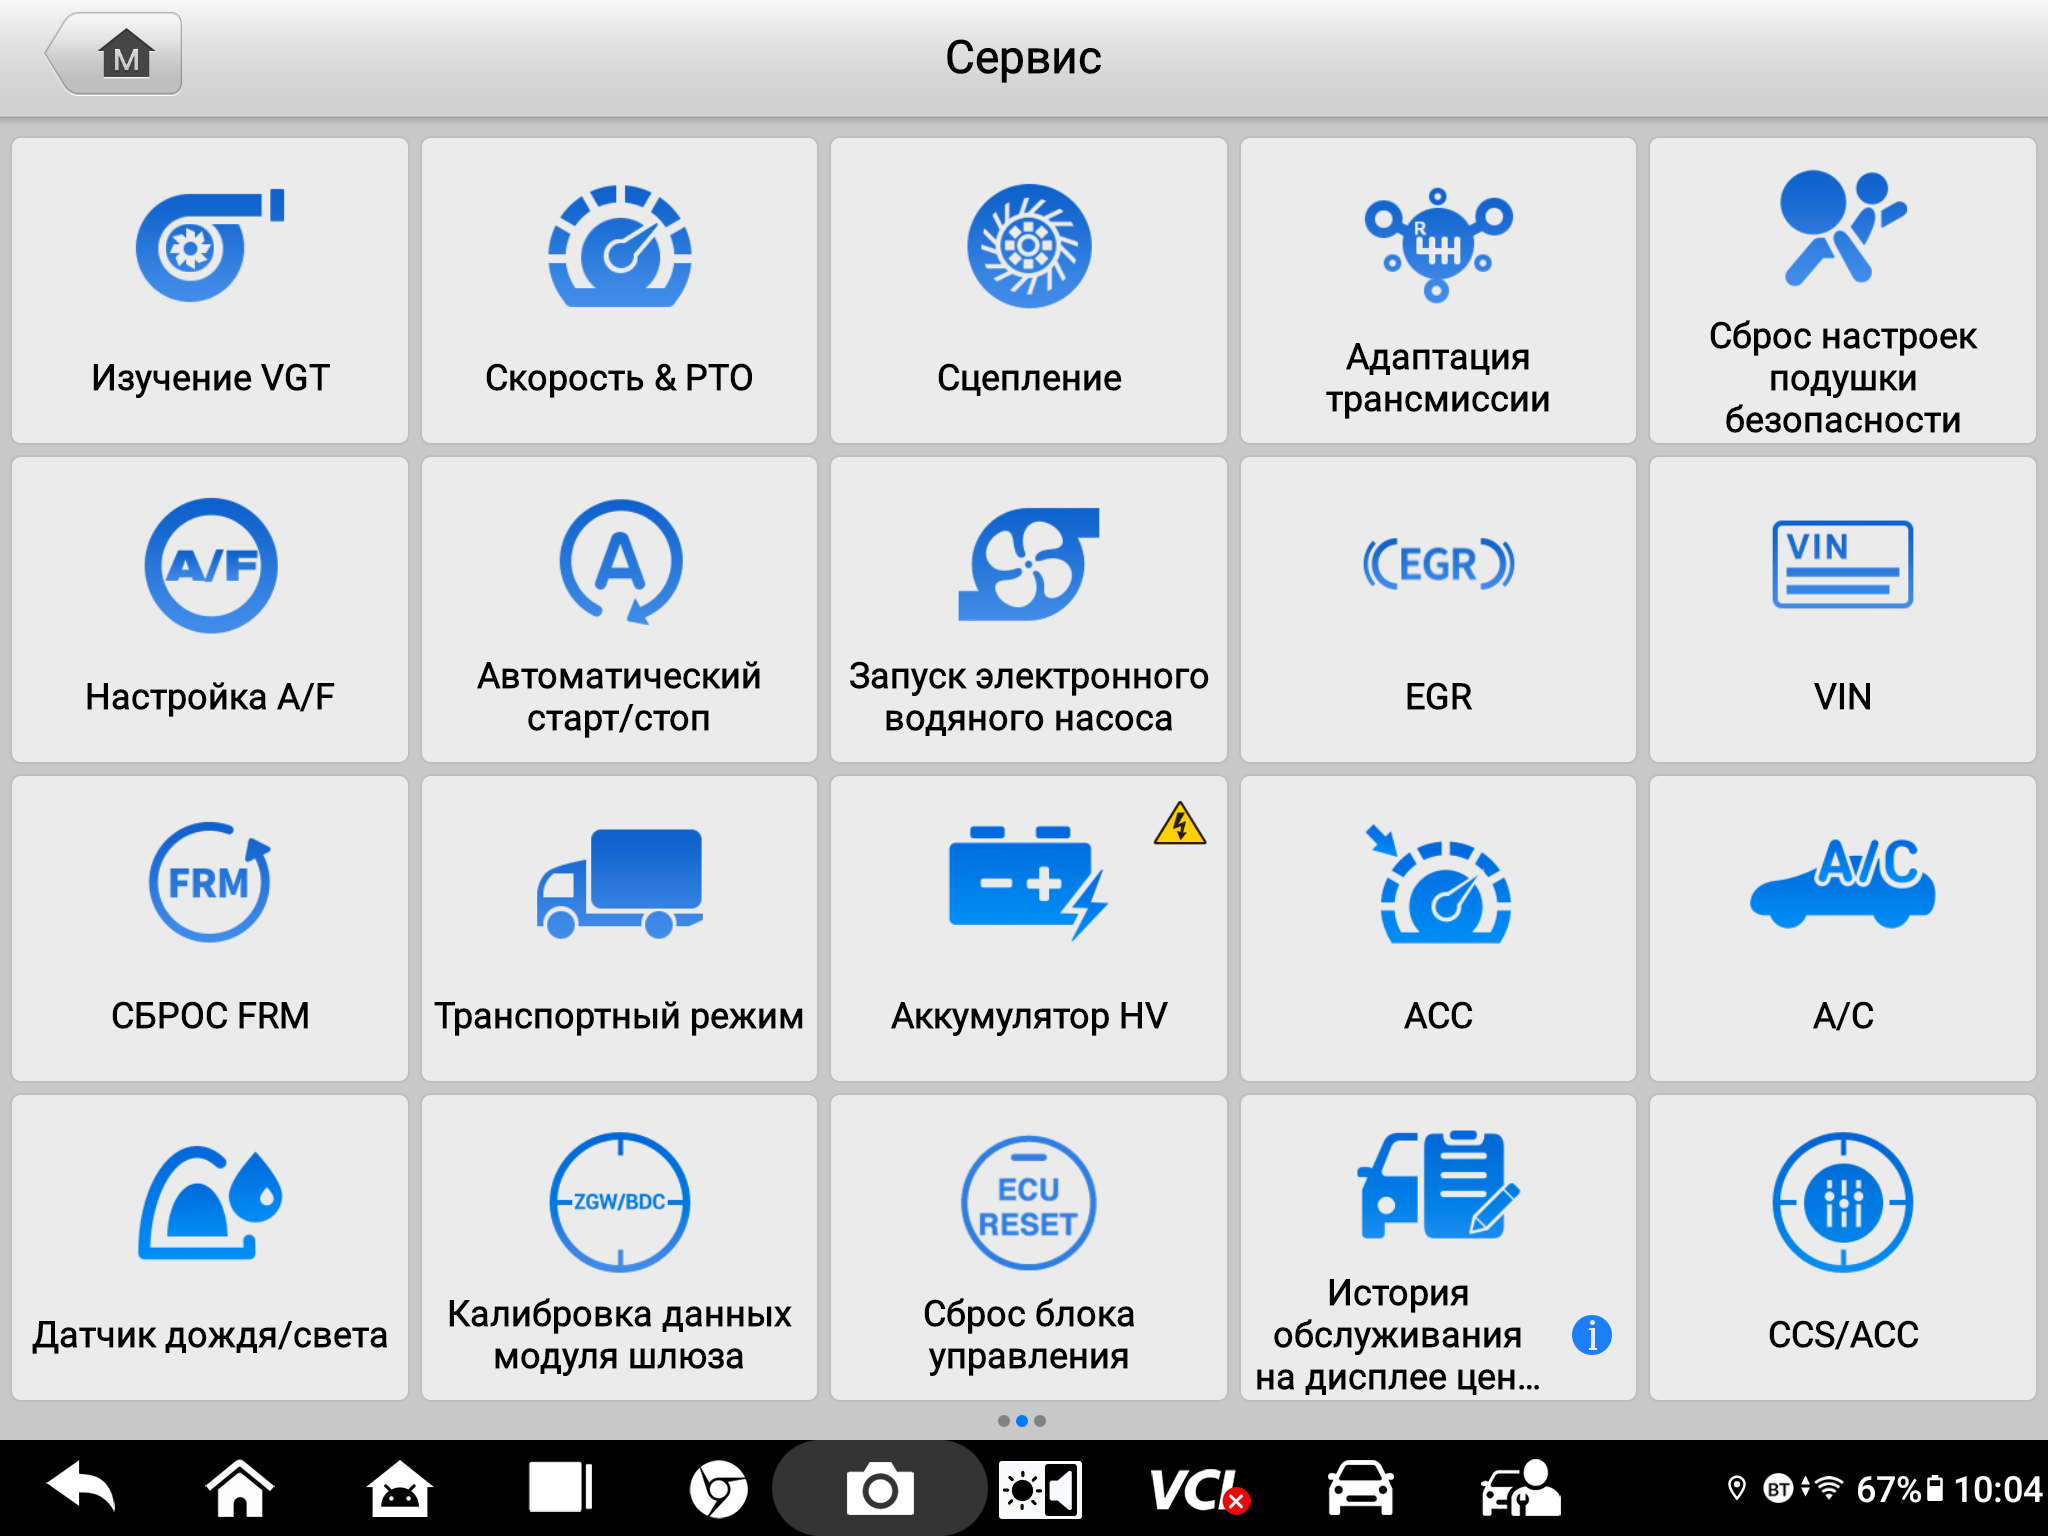 M
Сервис
Изучение VGT
Скорость & PTO
Сцепление
R
Адаптация
трансмиссии
Сброс настроек
подушки
безопасности
A/F
Настройка A/F
A
Автоматический
старт/стоп
Запуск электронного
водяного насоса
EGR
EGR
VIN
VIN
FRM
СБРОС FRM
Транспортный режим
Аккумулятор HV
ACC
A/C
A/C
Датчик дождя/света
ZGW/BDC
Калибровка данных
модуля шлюза
ECU
RESET
Сброс блока
управления
История
обслуживания
на дисплее цен...
i
CCS/ACC
VCI
BT
67%
10:04